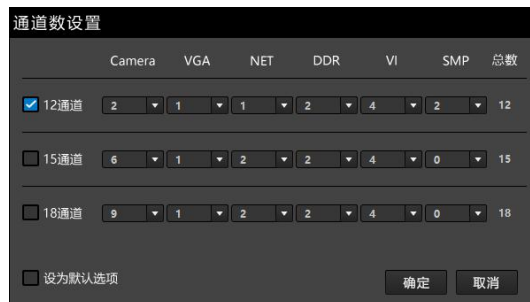 通道数设置
Camera VGA NET DDR VI SMP 总数
12通道 2 1 1 2 4 2 12
15通道 6 1 2 2 4 0 15
18通道 9 1 2 2 4 0 18
设为默认选项 确定 取消